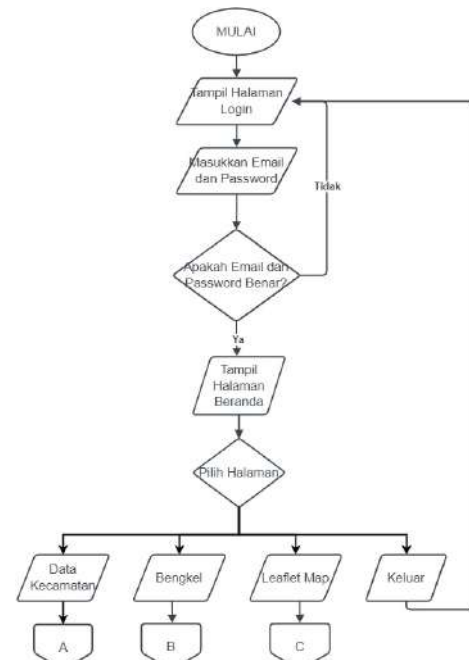 MULAI
Tampil Halaman
Login
Masukkan Email
dan Password
Tidak
Apakah Email dan
Password Benar?
Ya
Tampil
Halaman
Beranda
Pilih Halaman
Data
Kecamatan
Bengkel
Leaflet Map
Keluar
A
B
C